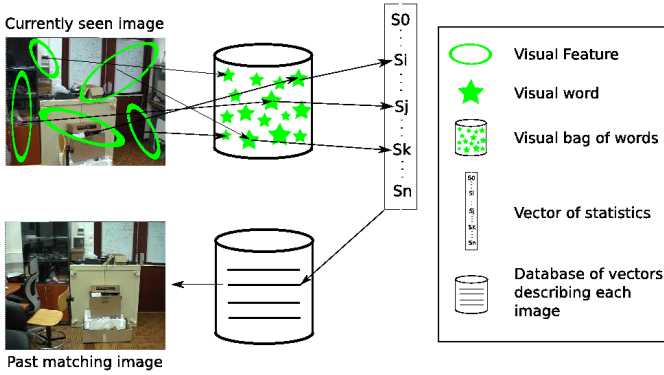 Currently seen image
S0
Si
Sj
Sk
Sn
Past matching image
Visual Feature
Visual word
Visual bag of words
S0
Si
Sj
Sk
Sn
Vector of statistics
Database of vectors
describing each
image